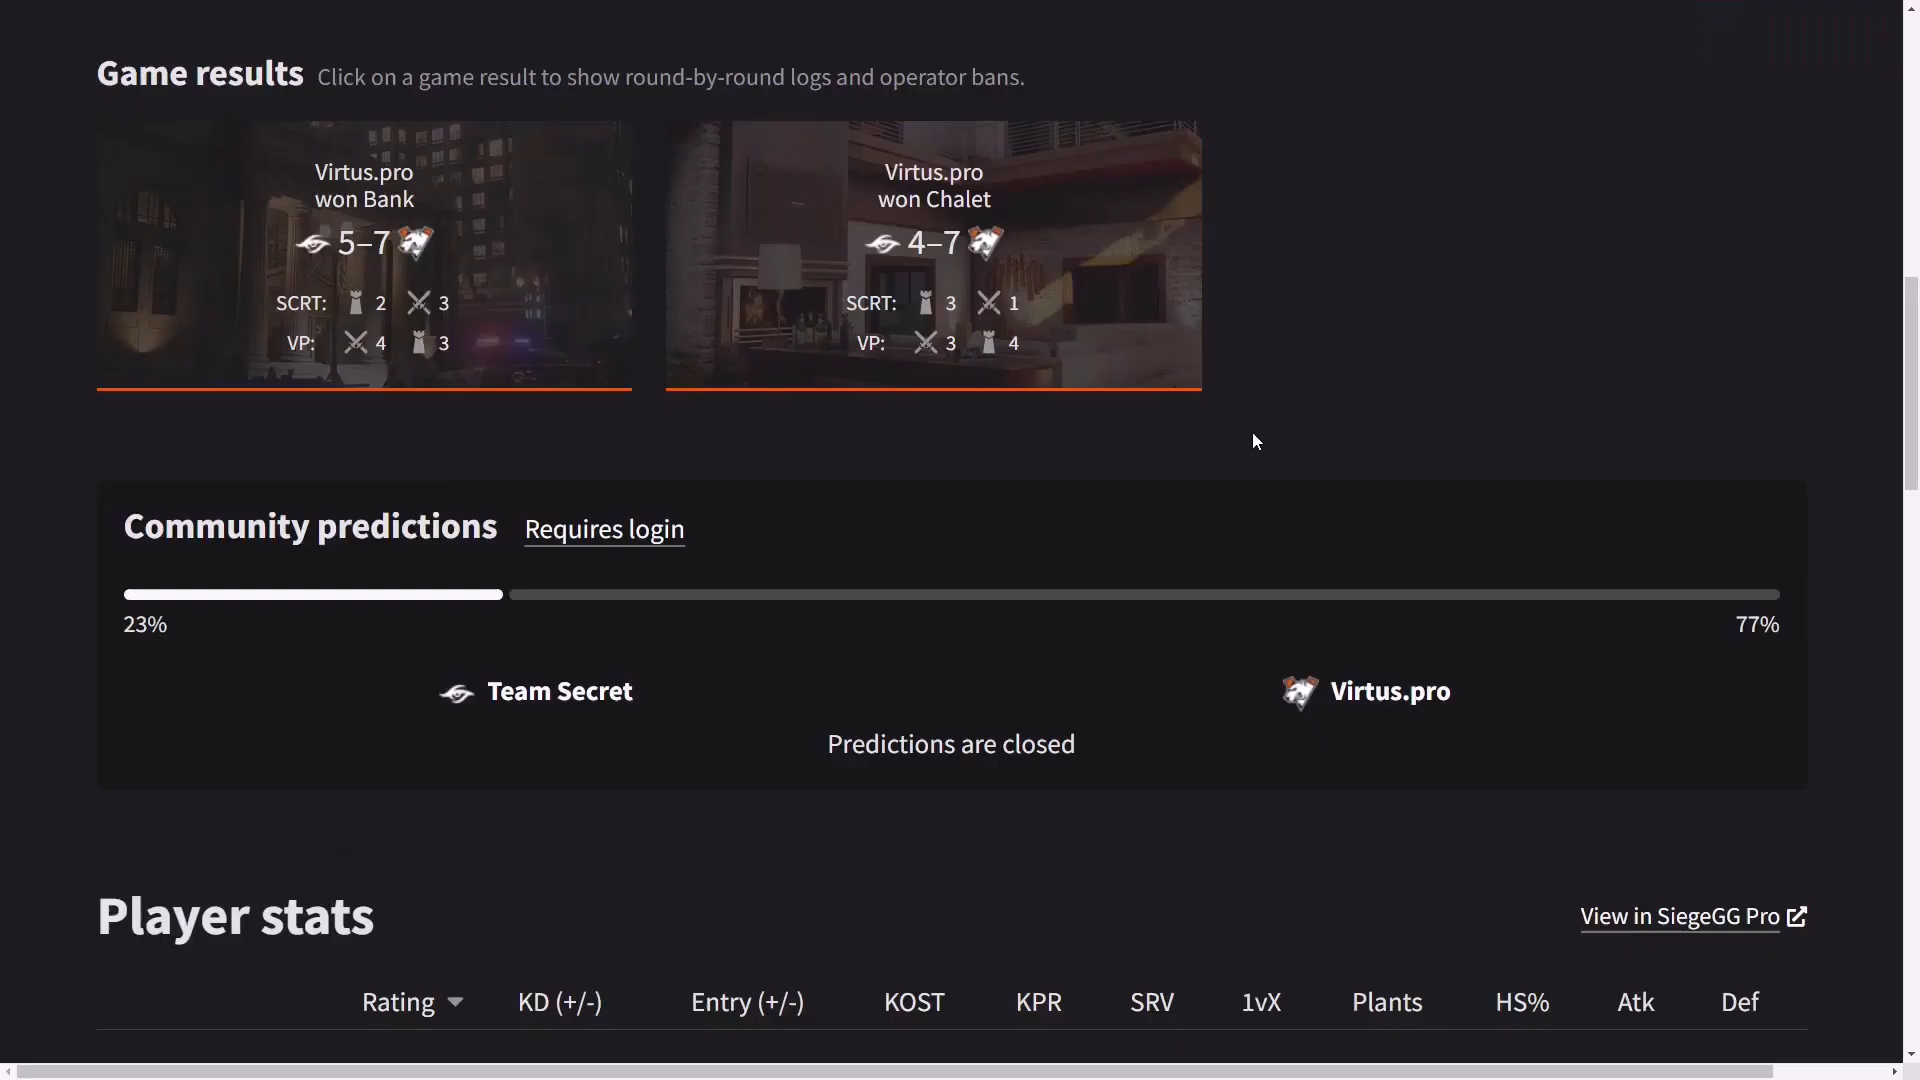 Game results Click on a game result to show round-by-round logs and operator bans.
Virtus.pro
won Bank
5–7
SCRT: 2 3
VP: 4 3
Virtus.pro
won Chalet
4–7
SCRT: 3 1
VP: 3 4
Community predictions Requires login
23% 77%
Team Secret Virtus.pro
Predictions are closed
Player stats View in SiegeGG Pro
Rating KD (+/-) Entry (+/-) KOST KPR SRV 1vX Plants HS% Atk Def